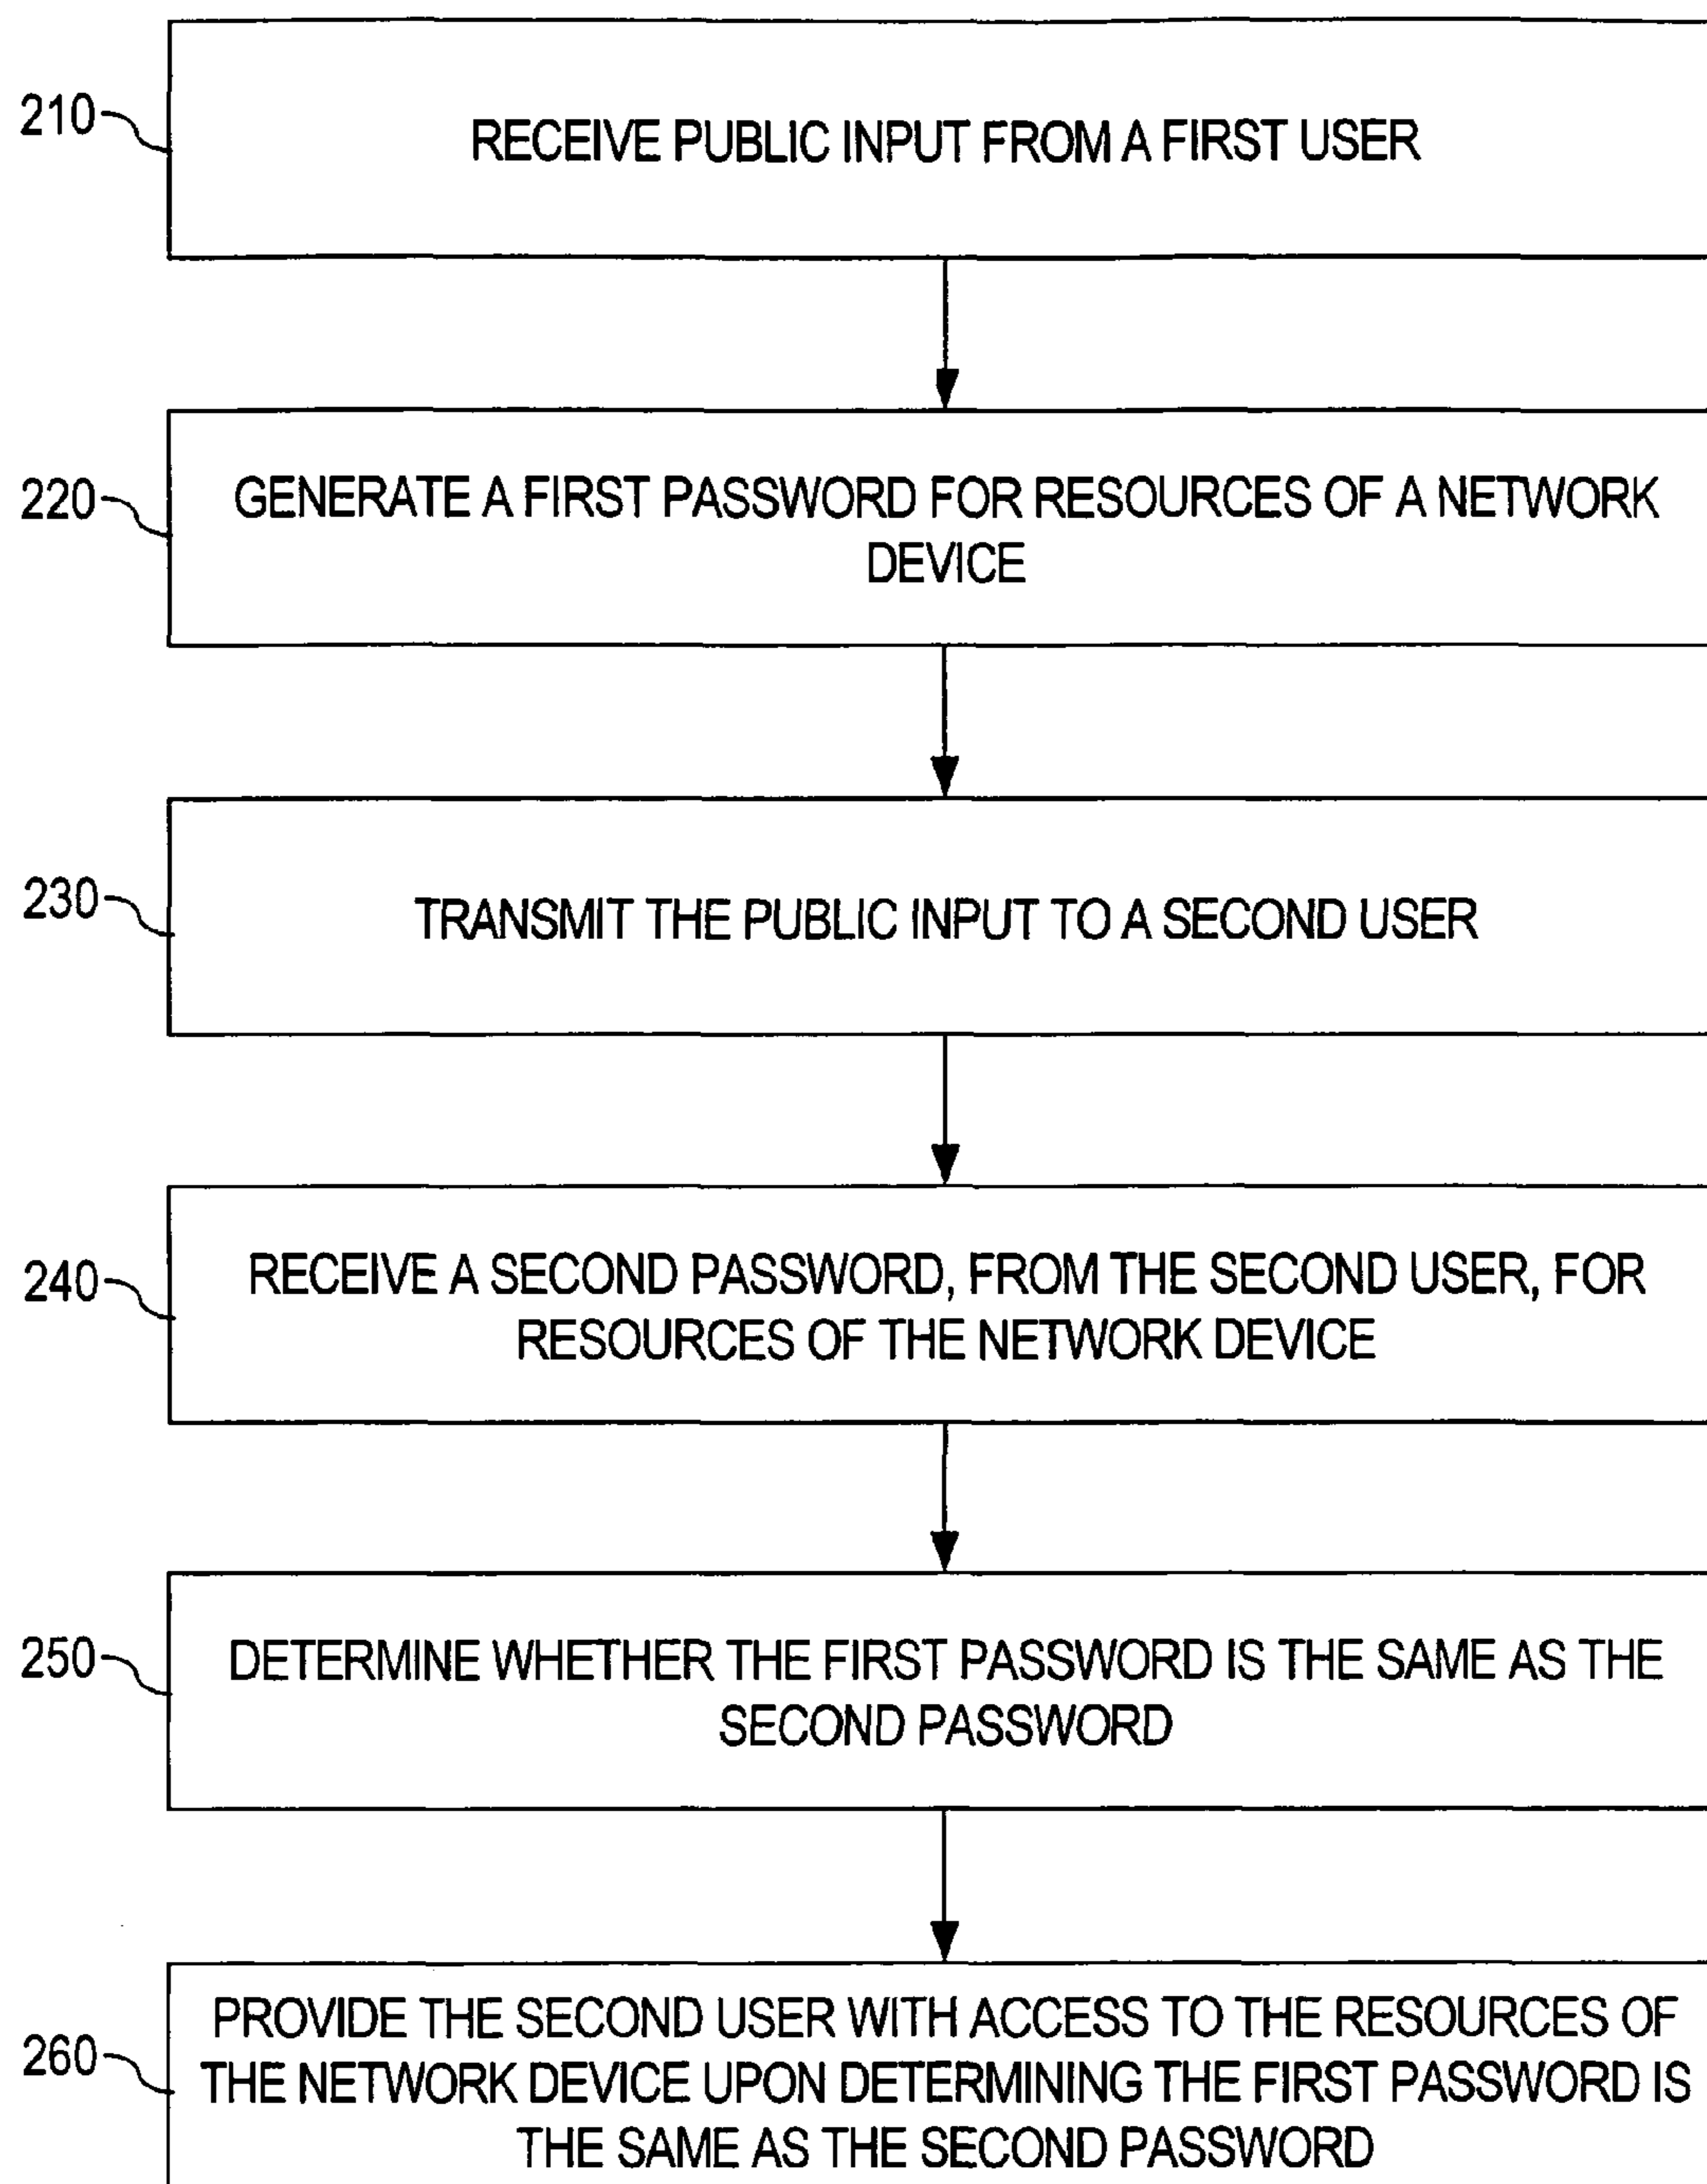 210
RECEIVE PUBLIC INPUT FROM A FIRST USER
220
GENERATE A FIRST PASSWORD FOR RESOURCES OF A NETWORK
DEVICE
230
TRANSMIT THE PUBLIC INPUT TO A SECOND USER
240
RECEIVE A SECOND PASSWORD, FROM THE SECOND USER, FOR
RESOURCES OF THE NETWORK DEVICE
250
DETERMINE WHETHER THE FIRST PASSWORD IS THE SAME AS THE
SECOND PASSWORD
260
PROVIDE THE SECOND USER WITH ACCESS TO THE RESOURCES OF
THE NETWORK DEVICE UPON DETERMINING THE FIRST PASSWORD IS
THE SAME AS THE SECOND PASSWORD